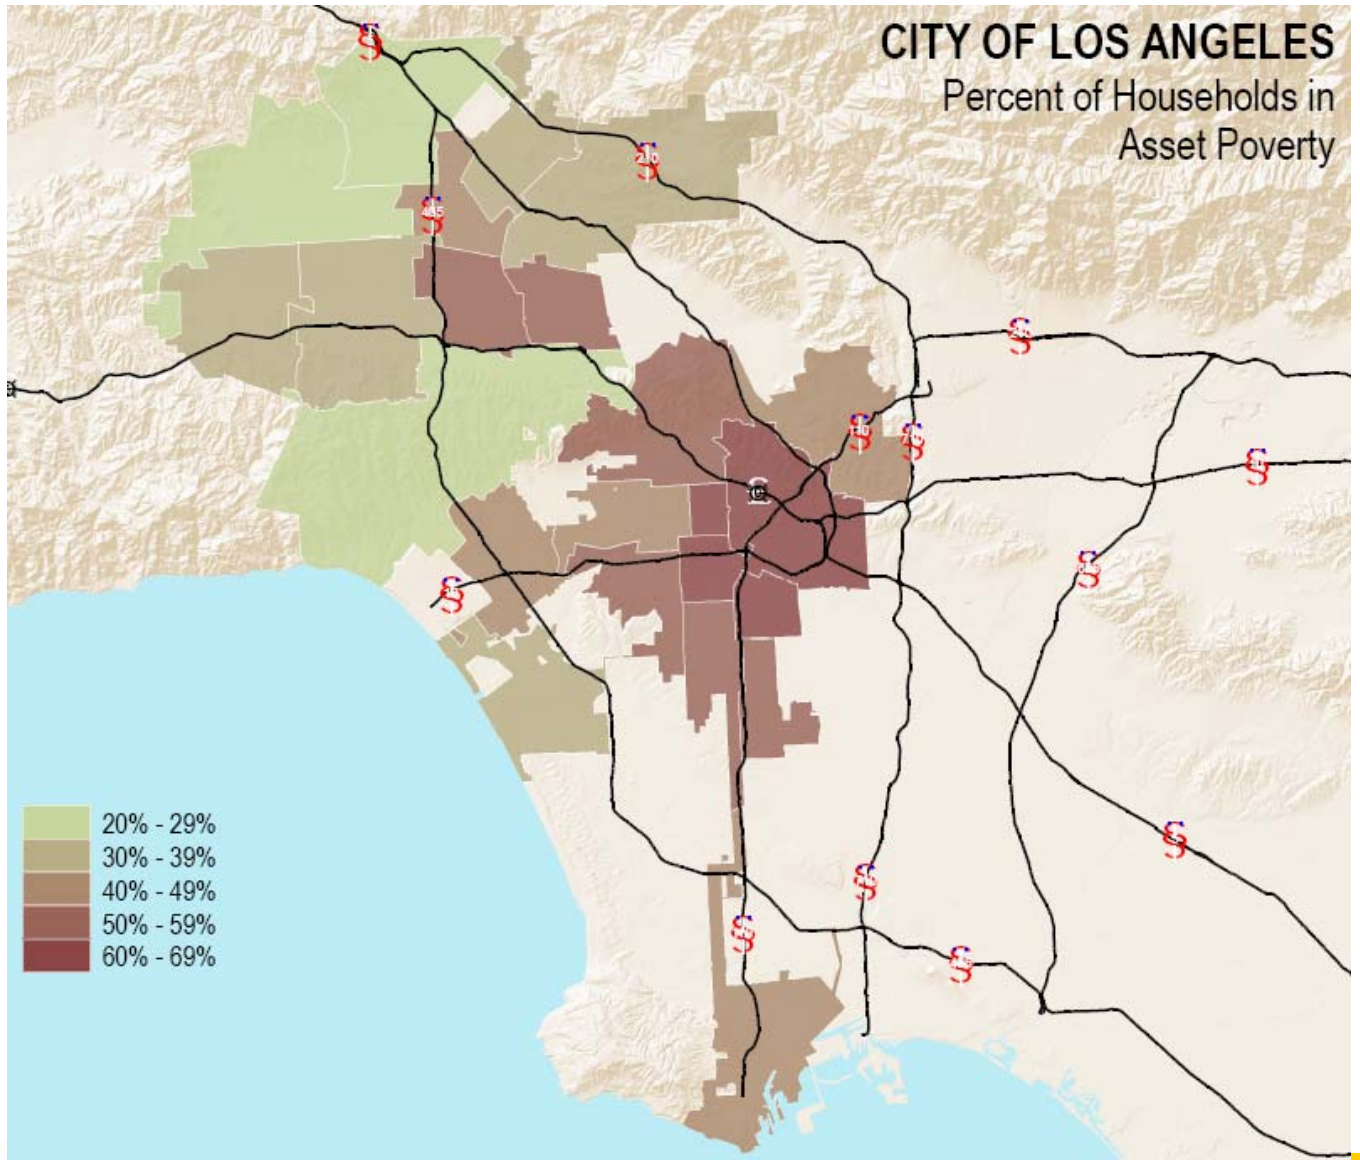 CITY OF LOS ANGELES
Percent of Households in
Asset Poverty
210
405
20% - 29%
30% - 39%
40% - 49%
50% - 59%
60% - 69%